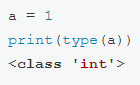 a = 1
print(type(a))
<class 'int'>